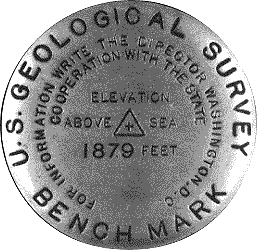 U.S. GEOLOGICAL SURVEY
FOR INFORMATION WRITE THE DIRECTOR WASHINGTON, D.C.
COOPERATION WITH THE STATE
ELEVATION
ABOVE SEA
1879 FEET
BENCH MARK